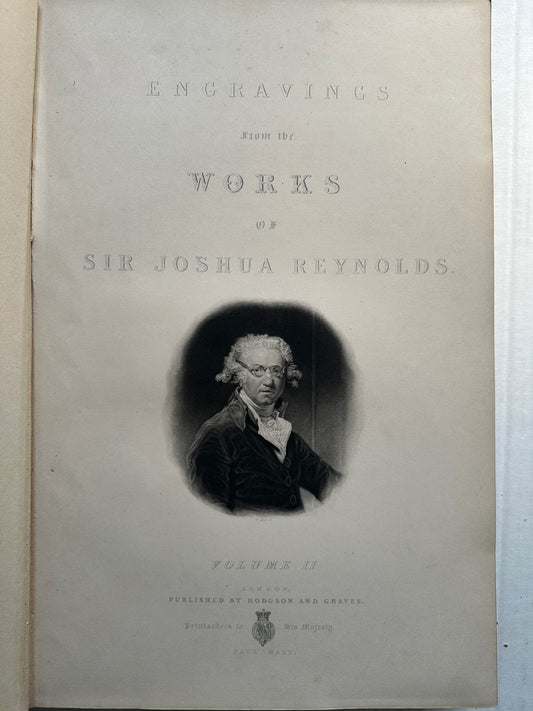 ENGRAVINGS
From the
WORKS
OF
SIR JOSHUA REYNOLDS.
VOLUME II
LONDON,
PUBLISHED BY HODGSON AND GRAVES,
Printsellers to His Majesty
PALL MALL.